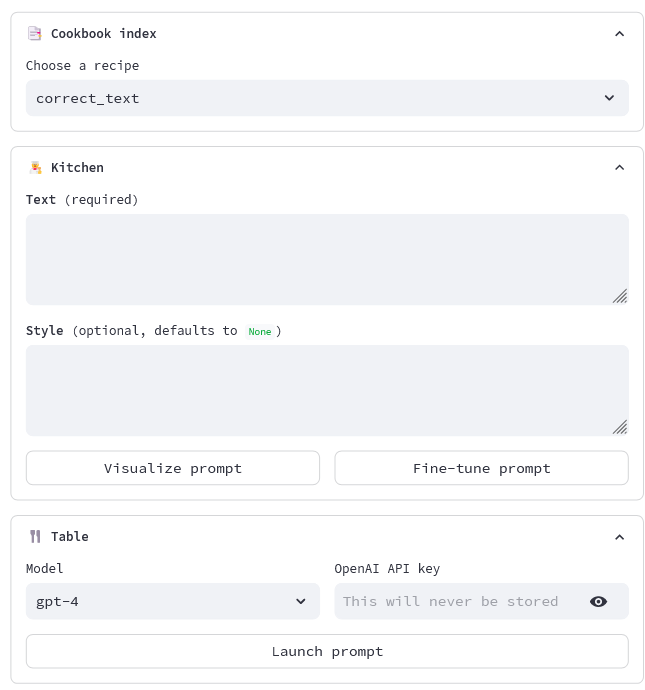 Cookbook index
Choose a recipe
correct_text
Kitchen
Text (required)
Style (optional, defaults to None)
Visualize prompt Fine-tune prompt
Table
Model OpenAI API key
gpt-4 This will never be stored
Launch prompt